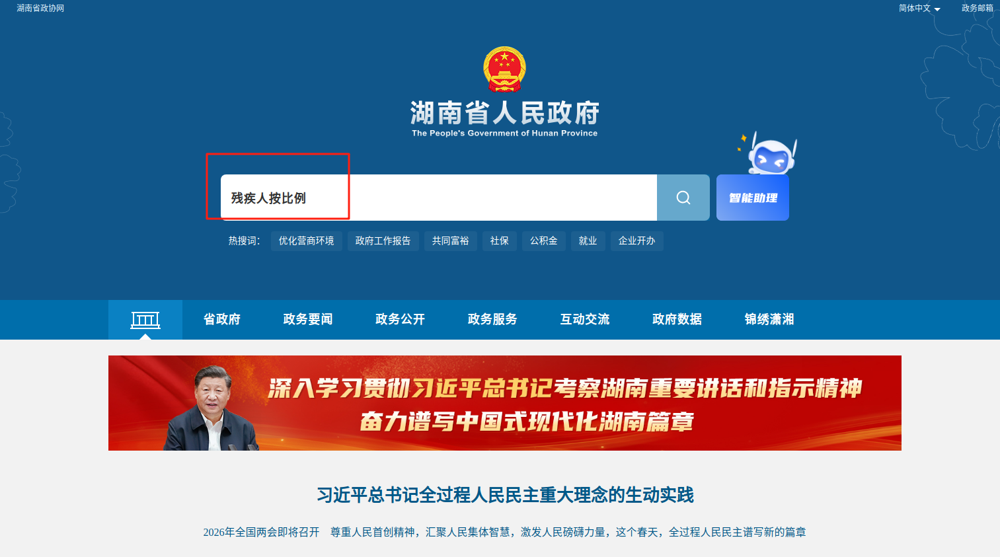 湖南省政协网
简体中文
政务邮箱
湖南省人民政府
The People's Government of Hunan Province
残疾人按比例
智能助理
热搜词： 优化营商环境 政府工作报告 共同富裕 社保 公积金 就业 企业开办
省政府 政务要闻 政务公开 政务服务 互动交流 政府数据 锦绣潇湘
深入学习贯彻习近平总书记考察湖南重要讲话和指示精神
奋力谱写中国式现代化湖南篇章
习近平总书记全过程人民民主重大理念的生动实践
2026年全国两会即将召开 尊重人民首创精神，汇聚人民集体智慧，激发人民磅礴力量，这个春天，全过程人民民主谱写新的篇章